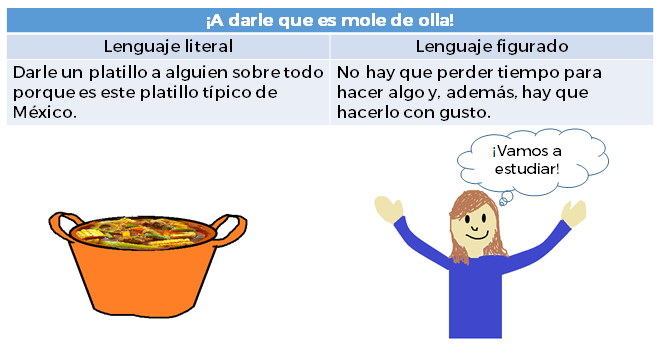 ¡A darle que es mole de olla!
Lenguaje literal
Lenguaje figurado
Darle un platillo a alguien sobre todo
porque es este platillo típico de
México.
No hay que perder tiempo para
hacer algo y, además, hay que
hacerlo con gusto.
¡Vamos a
estudiar!